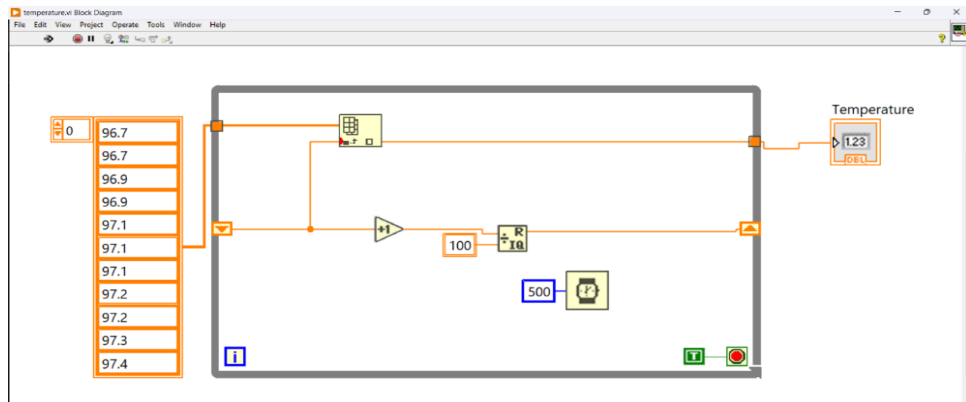 temperature.vi Block Diagram
File Edit View Project Operate Tools Window Help
Temperature
0
96.7
96.7
96.9
96.9
97.1
97.1
97.1
97.2
97.2
97.3
97.4
1.23
DBL
+1
100
R
IQ
500
i
T